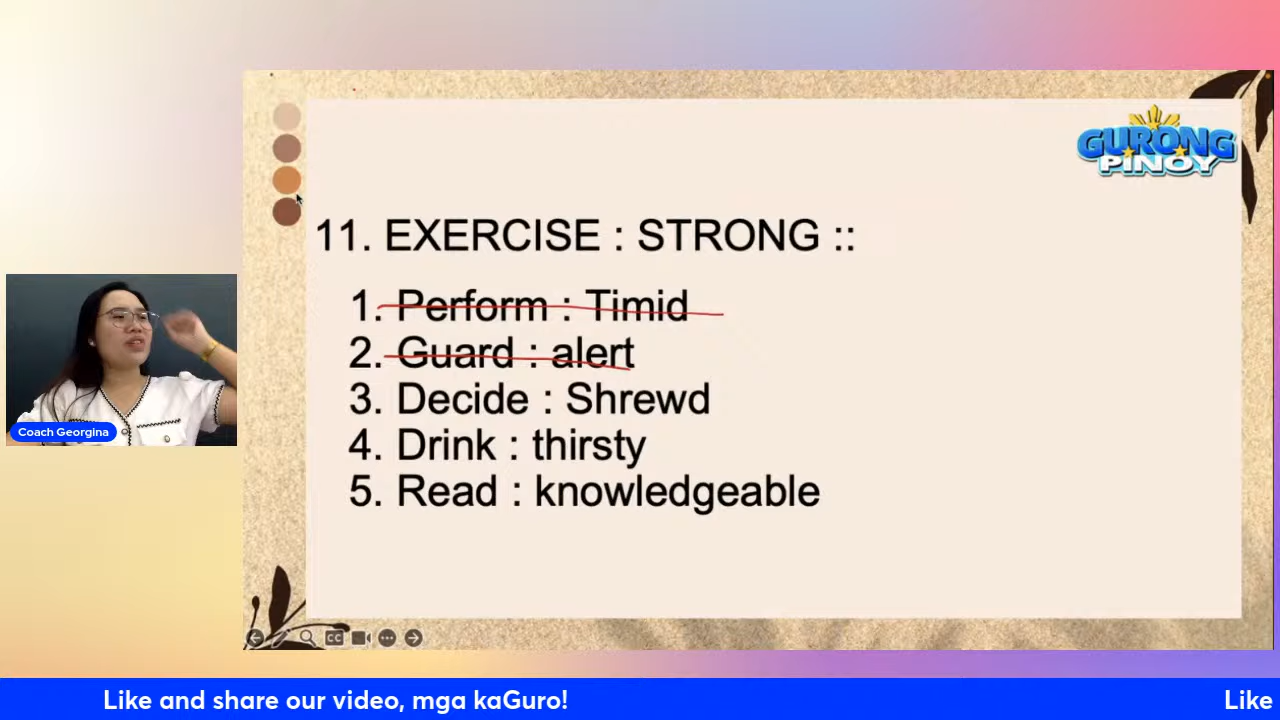 GURONG
PINOY
11. EXERCISE : STRONG ::
1. Perform : Timid
2. Guard : alert
3. Decide : Shrewd
4. Drink : thirsty
5. Read : knowledgeable
Coach Georgina
CC
Like and share our video, mga kaGuro!
Like